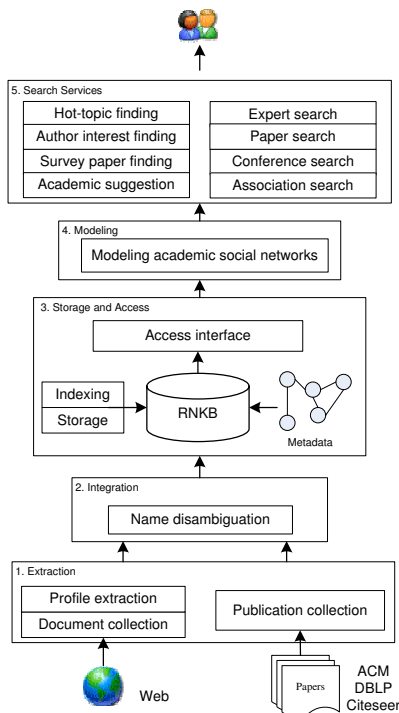 5. Search Services
Hot-topic finding
Author interest finding
Survey paper finding
Academic suggestion
Expert search
Paper search
Conference search
Association search
4. Modeling
Modeling academic social networks
3. Storage and Access
Access interface
Indexing
Storage
RNKB
Metadata
2. Integration
Name disambiguation
1. Extraction
Profile extraction
Document collection
Publication collection
Web
Papers
ACM
DBLP
Citeseer